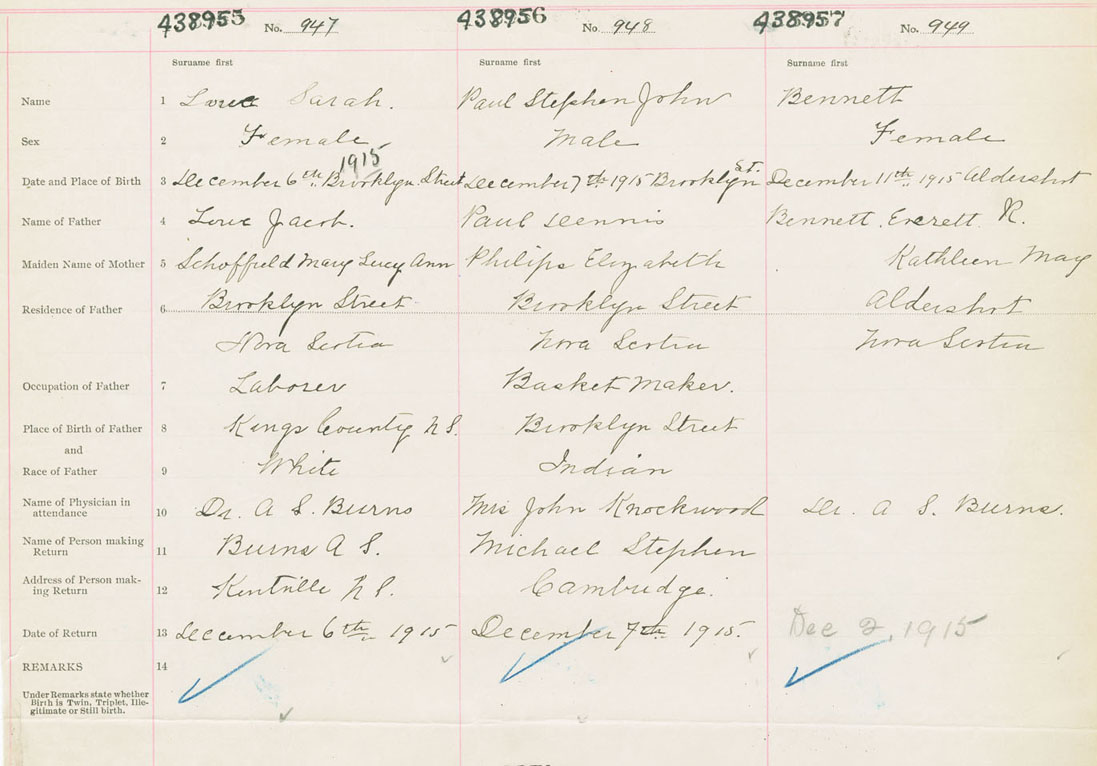 438955 No. 947 438956 No. 948 438957 No. 949
Surname first Surname first Surname first
Name 1 Sarah. Paul Stephen John Bennett
Sex 2 Female Male Female
1915 St.
Date and Place of Birth 3 December 6th. Brooklyn Street December 7th 1915 Brooklyn December 11th 1915 Aldershot
Name of Father 4 Jacob. Paul Dennis Bennett. Everett R.
Maiden Name of Mother 5 Schoffield Mary Lucy Ann Philips Elizabeth Kathleen May
Residence of Father 6 Brooklyn Street Brooklyn Street Aldershot
Nova Scotia Nova Scotia Nova Scotia
Occupation of Father 7 Laborer Basket Maker.
Place of Birth of Father 8 Kings County N S. Brooklyn Street
and
Race of Father 9 White Indian
Name of Physician in
attendance 10 Dr. A S. Burns Mrs John Knockwood Dr. A S. Burns.
Name of Person making
Return 11 Burns A S. Michael Stephen
Address of Person mak-
ing Return 12 Kentville N S. Cambridge.
Date of Return 13 December 6th 1915 December 7th 1915. Dec 2, 1915
REMARKS 14
Under Remarks state whether
Birth is Twin, Triplet, Ille-
gitimate or Still birth.